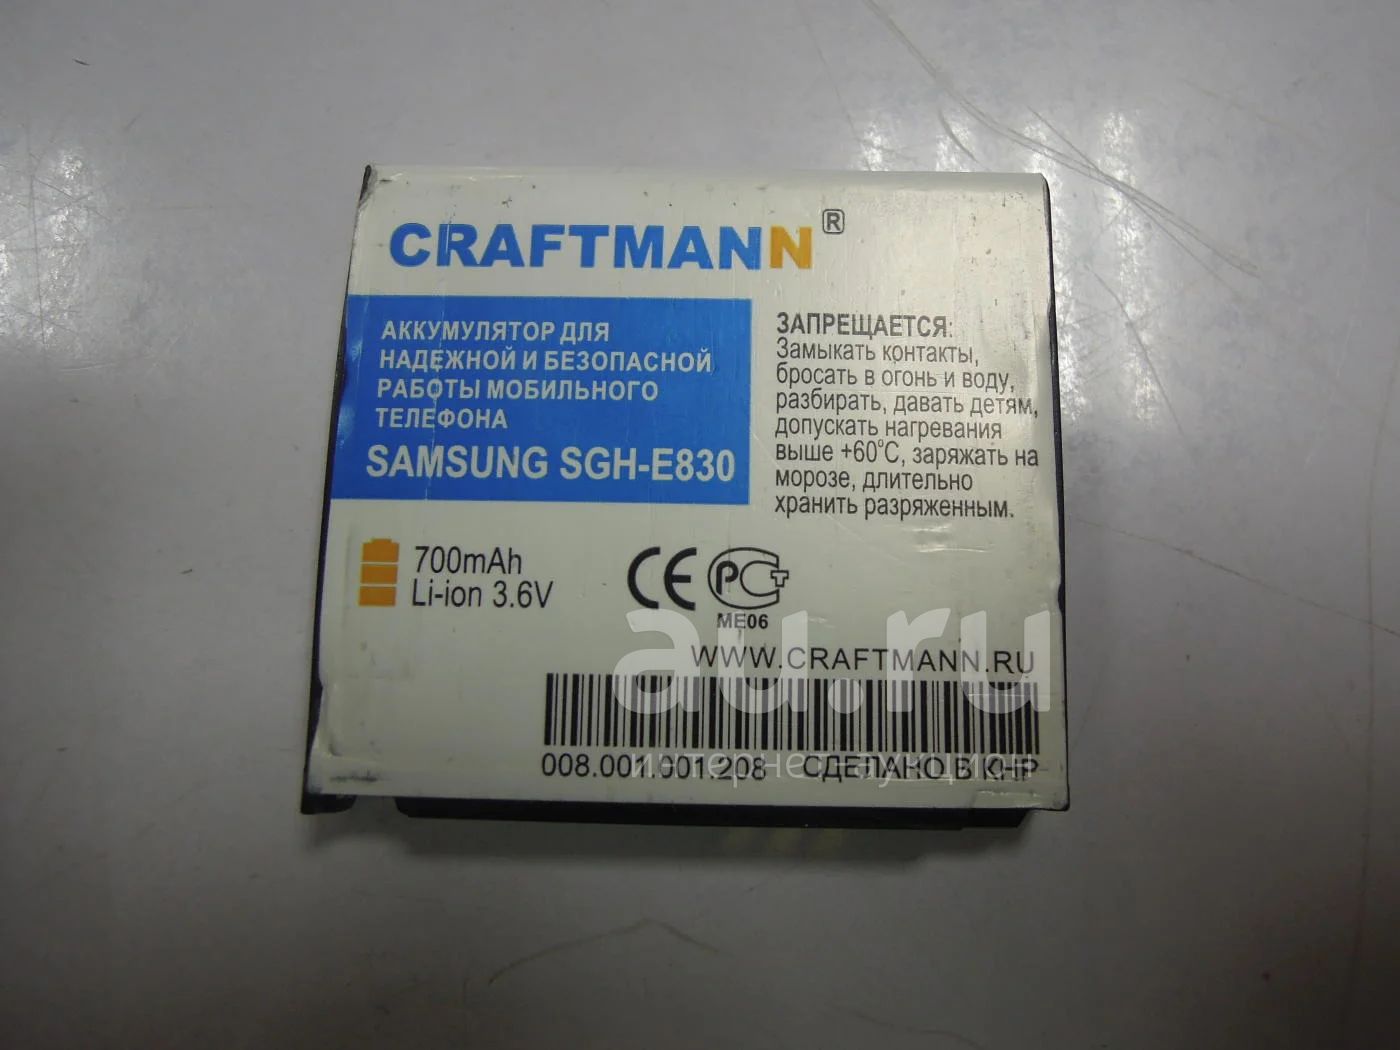 CRAFTMANN®
АККУМУЛЯТОР ДЛЯ
НАДЕЖНОЙ И БЕЗОПАСНОЙ
РАБОТЫ МОБИЛЬНОГО
ТЕЛЕФОНА
SAMSUNG SGH-E830
ЗАПРЕЩАЕТСЯ:
Замыкать контакты,
бросать в огонь и воду,
разбирать, давать детям,
допускать нагревания
выше +60°С, заряжать на
морозе, длительно
хранить разряженным.
700mAh
Li-ion 3.6V
CE РСТ
ME06
WWW.CRAFTMANN.RU
008.001.001.208 СДЕЛАНО В КНР
au.ru
интернет-аукцион